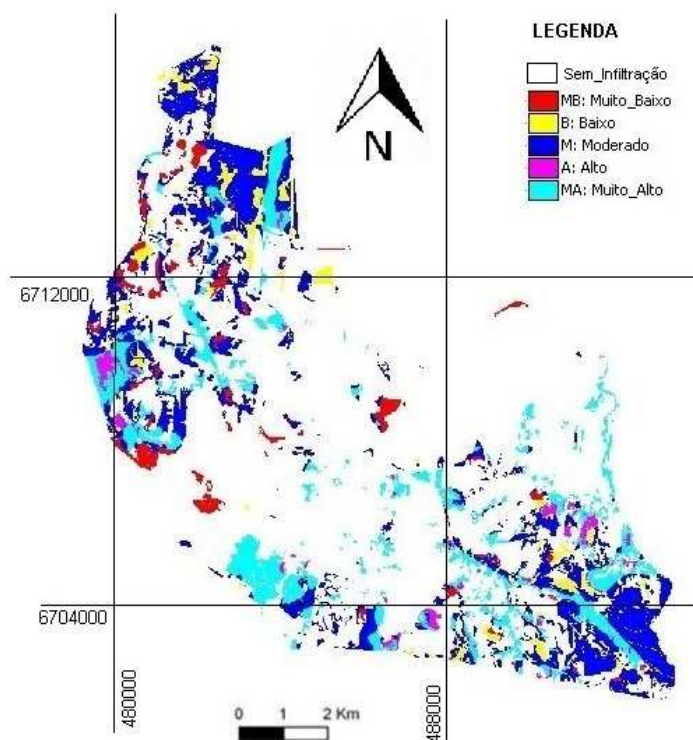 LEGENDA
Sem_Infiltração
MB: Muito_Baixo
B: Baixo
M: Moderado
A: Alto
MA: Muito_Alto
N
6712000
6704000
480000
488000
0 1 2 Km